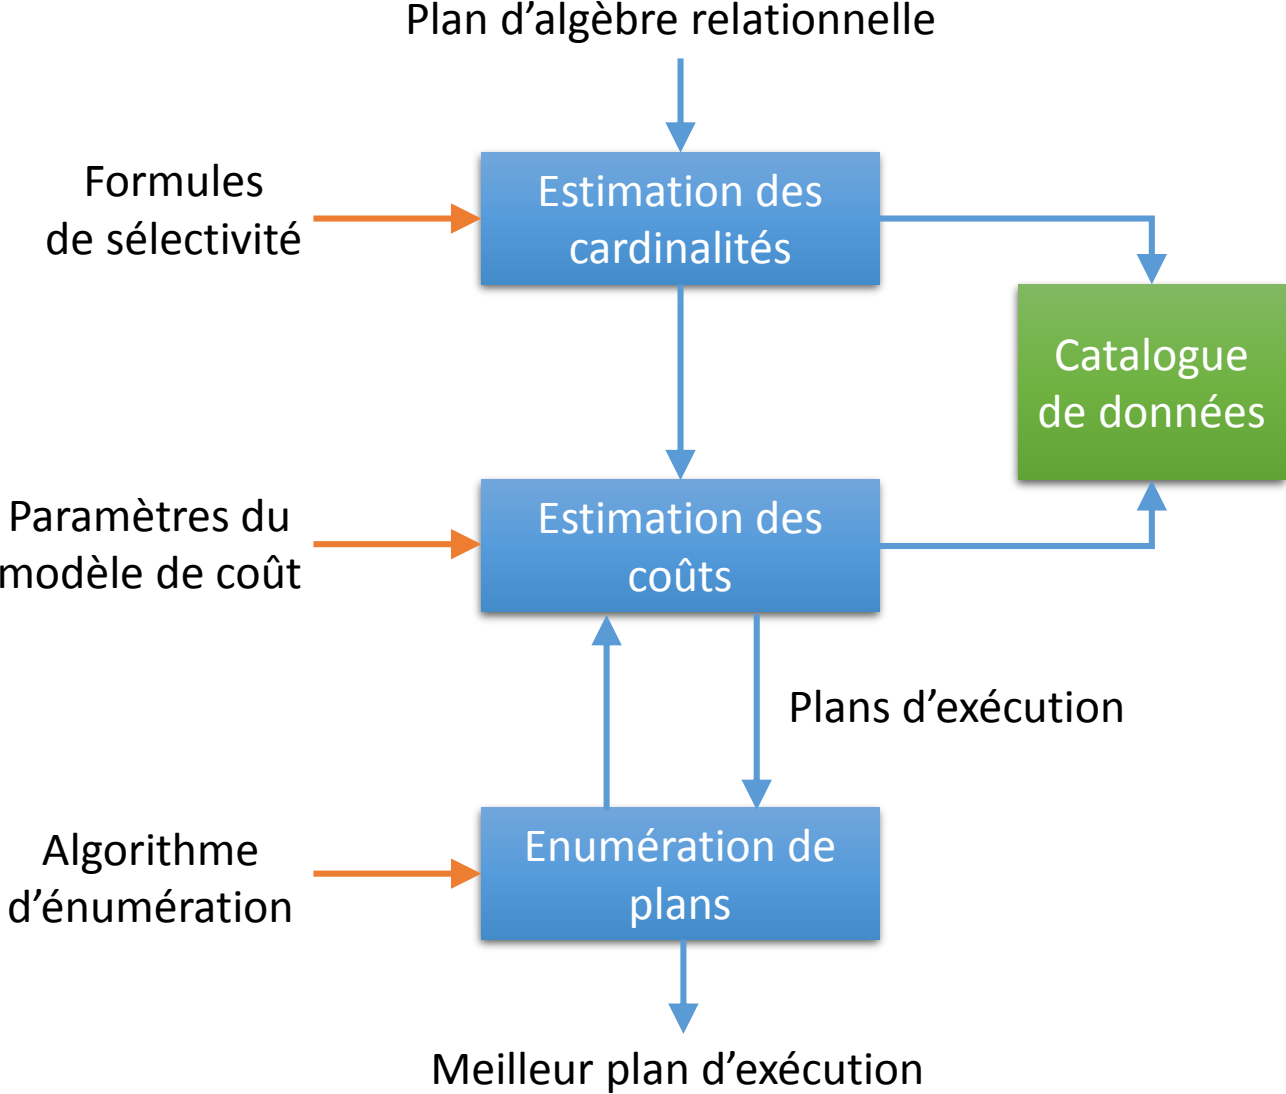 Plan d’algèbre relationnelle
Formules
de sélectivité
Estimation des
cardinalités
Catalogue
de données
Paramètres du
modèle de coût
Estimation des
coûts
Plans d’exécution
Algorithme
d’énumération
Enumération de
plans
Meilleur plan d’exécution